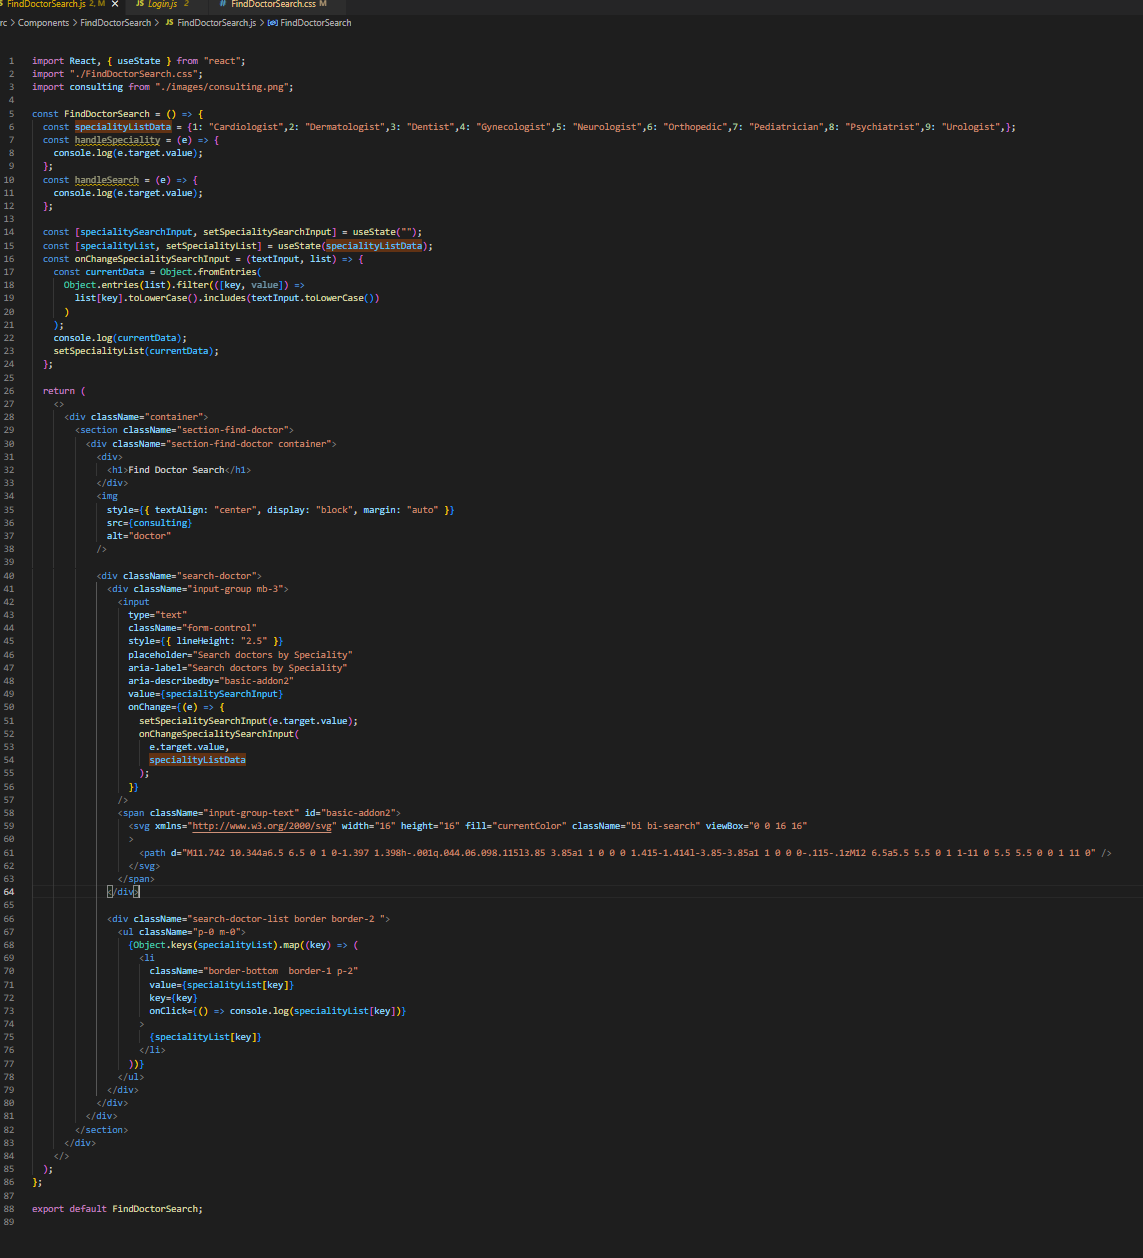 FindDoctorSearch.js 2, M × JS Login.js 2 # FindDoctorSearch.css M
rc > Components > FindDoctorSearch > JS FindDoctorSearch.js > FindDoctorSearch
1 import React, { useState } from "react";
2 import "./FindDoctorSearch.css";
3 import consulting from "./images/consulting.png";
4
5 const FindDoctorSearch = () => {
6 const specialityListData = {1: "Cardiologist",2: "Dermatologist",3: "Dentist",4: "Gynecologist",5: "Neurologist",6: "Orthopedic",7: "Pediatrician",8: "Psychiatrist",9: "Urologist",};
7 const handleSpeciality = (e) => {
8 console.log(e.target.value);
9 };
10 const handleSearch = (e) => {
11 console.log(e.target.value);
12 };
13
14 const [specialitySearchInput, setSpecialitySearchInput] = useState("");
15 const [specialityList, setSpecialityList] = useState(specialityListData);
16 const onChangeSpecialitySearchInput = (textInput, list) => {
17 const currentData = Object.fromEntries(
18 Object.entries(list).filter(([key, value]) =>
19 list[key].toLowerCase().includes(textInput.toLowerCase())
20 )
21 );
22 console.log(currentData);
23 setSpecialityList(currentData);
24 };
25
26 return (
27 <>
28 <div className="container">
29 <section className="section-find-doctor">
30 <div className="section-find-doctor container">
31 <div>
32 <h1>Find Doctor Search</h1>
33 </div>
34 <img
35 style={{ textAlign: "center", display: "block", margin: "auto" }}
36 src={consulting}
37 alt="doctor"
38 />
39
40 <div className="search-doctor">
41 <div className="input-group mb-3">
42 <input
43 type="text"
44 className="form-control"
45 style={{ lineHeight: "2.5" }}
46 placeholder="Search doctors by Speciality"
47 aria-label="Search doctors by Speciality"
48 aria-describedby="basic-addon2"
49 value={specialitySearchInput}
50 onChange={(e) => {
51 setSpecialitySearchInput(e.target.value);
52 onChangeSpecialitySearchInput(
53 e.target.value,
54 specialityListData
55 );
56 }}
57 />
58 <span className="input-group-text" id="basic-addon2">
59 <svg xmlns="http://www.w3.org/2000/svg" width="16" height="16" fill="currentColor" className="bi bi-search" viewBox="0 0 16 16"
60 >
61 <path d="M11.742 10.344a6.5 6.5 0 1 0-1.397 1.398h-.001q.044.06.098.115l3.85 3.85a1 1 0 0 0 1.415-1.414l-3.85-3.85a1 1 0 0 0-.115-.1zM12 6.5a5.5 5.5 0 1 1-11 0 5.5 5.5 0 0 1 11 0" />
62 </svg>
63 </span>
64 </div>
65
66 <div className="search-doctor-list border border-2 ">
67 <ul className="p-0 m-0">
68 {Object.keys(specialityList).map((key) => (
69 <li
70 className="border-bottom  border-1 p-2"
71 value={specialityList[key]}
72 key={key}
73 onClick={() => console.log(specialityList[key])}
74 >
75 {specialityList[key]}
76 </li>
77 ))}
78 </ul>
79 </div>
80 </div>
81 </div>
82 </section>
83 </div>
84 </>
85 );
86 };
87
88 export default FindDoctorSearch;
89